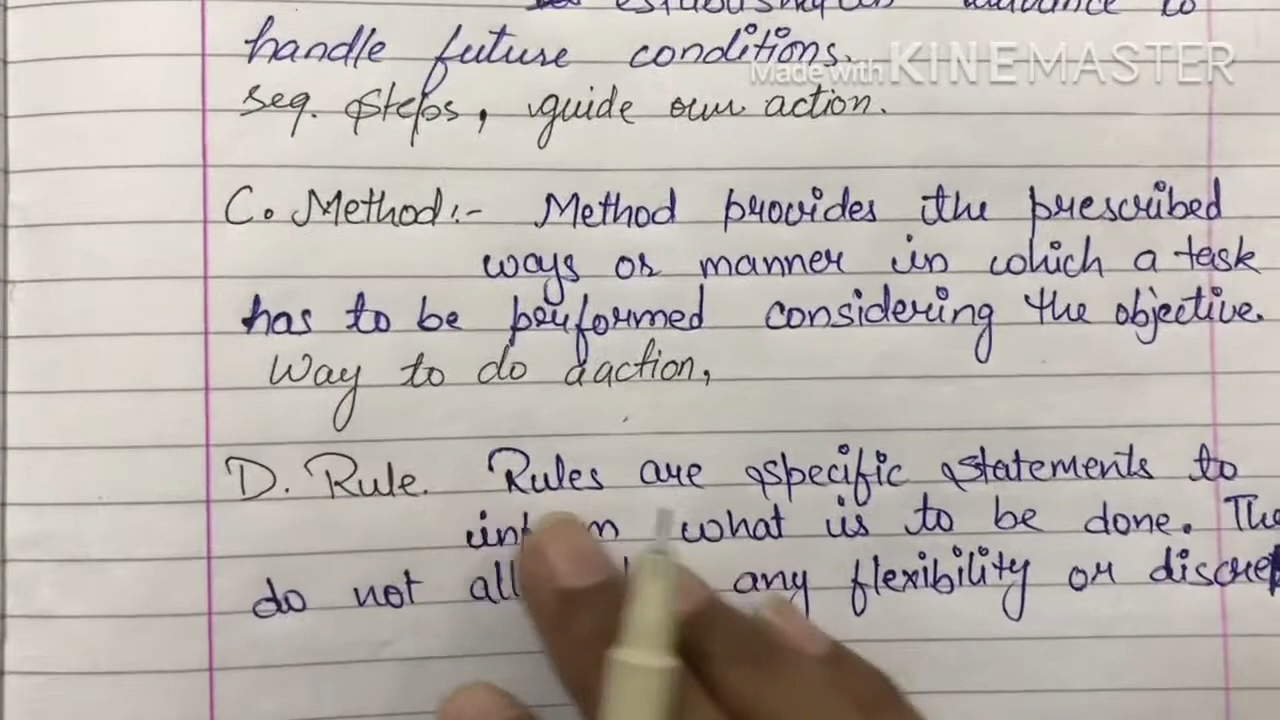 handle future conditions.
Made with KINEMASTER
seq. steps, guide our action.
C. Method:- Method provides the prescribed
ways or manner in which a task
has to be performed considering the objective.
Way to do a action,
D. Rule. Rules are specific statements to
what is to be done.
do not any flexibility or